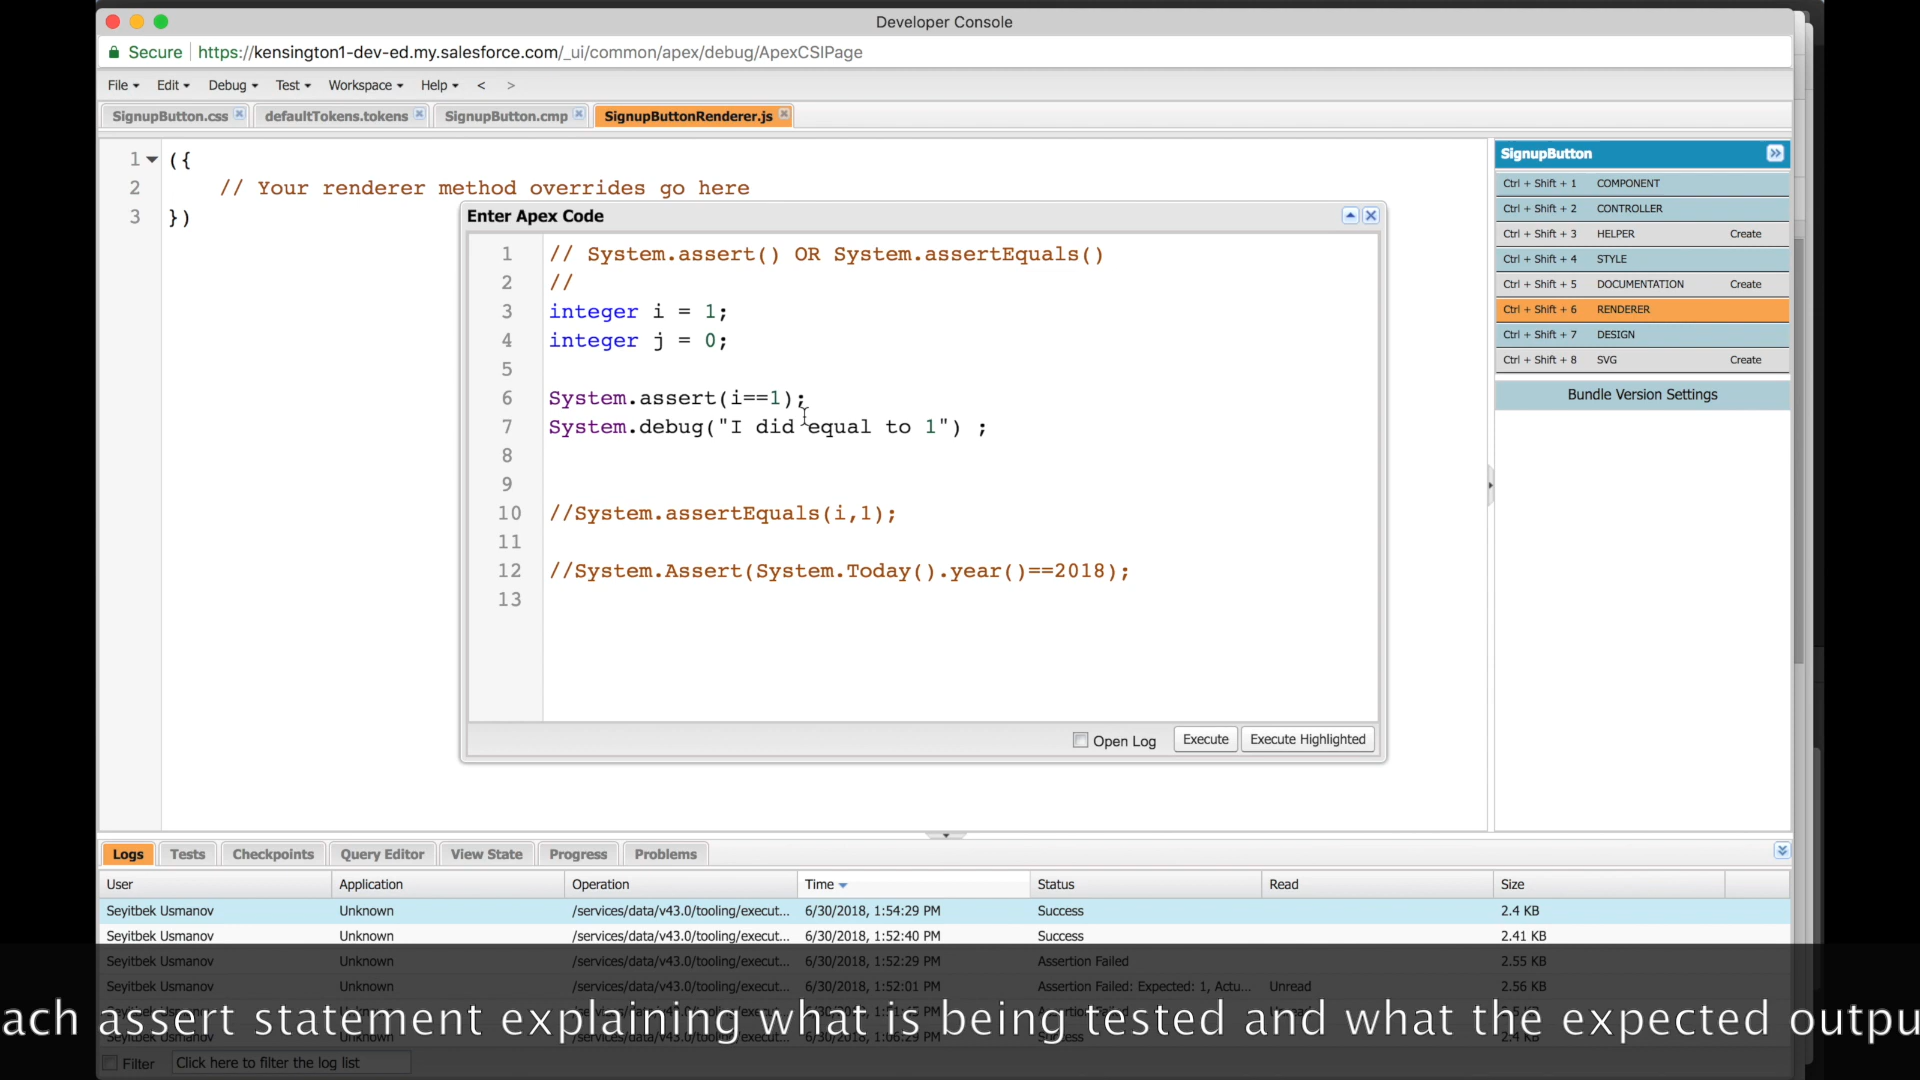 Developer Console
Secure https://kensington1-dev-ed.my.salesforce.com/_ui/common/apex/debug/ApexCSIPage
File Edit Debug Test Workspace Help < >
SignupButton.css defaultTokens.tokens SignupButton.cmp SignupButtonRenderer.js
1 ({
2 // Your renderer method overrides go here
3 })
Enter Apex Code
1 // System.assert() OR System.assertEquals()
2 //
3 integer i = 1;
4 integer j = 0;
5
6 System.assert(i==1);
7 System.debug("I did equal to 1") ;
8
9
10 //System.assertEquals(i,1);
11
12 //System.Assert(System.Today().year()==2018);
13
Open Log Execute Execute Highlighted
SignupButton
Ctrl + Shift + 1 COMPONENT
Ctrl + Shift + 2 CONTROLLER
Ctrl + Shift + 3 HELPER Create
Ctrl + Shift + 4 STYLE
Ctrl + Shift + 5 DOCUMENTATION Create
Ctrl + Shift + 6 RENDERER
Ctrl + Shift + 7 DESIGN
Ctrl + Shift + 8 SVG Create
Bundle Version Settings
Logs Tests Checkpoints Query Editor View State Progress Problems
User Application Operation Time Status Read Size
Seyitbek Usmanov Unknown /services/data/v43.0/tooling/execut... 6/30/2018, 1:54:29 PM Success 2.4 KB
Seyitbek Usmanov Unknown /services/data/v43.0/tooling/execut... 6/30/2018, 1:52:40 PM Success 2.41 KB
Seyitbek Usmanov Unknown /services/data/v43.0/tooling/execut... 6/30/2018, 1:52:29 PM Assertion Failed 2.55 KB
Seyitbek Usmanov Unknown /services/data/v43.0/tooling/execut... 6/30/2018, 1:52:01 PM Assertion Failed: Expected: 1, Actu... Unread 2.56 KB
ach assert statement explaining what is being tested and what the expected outpu
Filter Click here to filter the log list